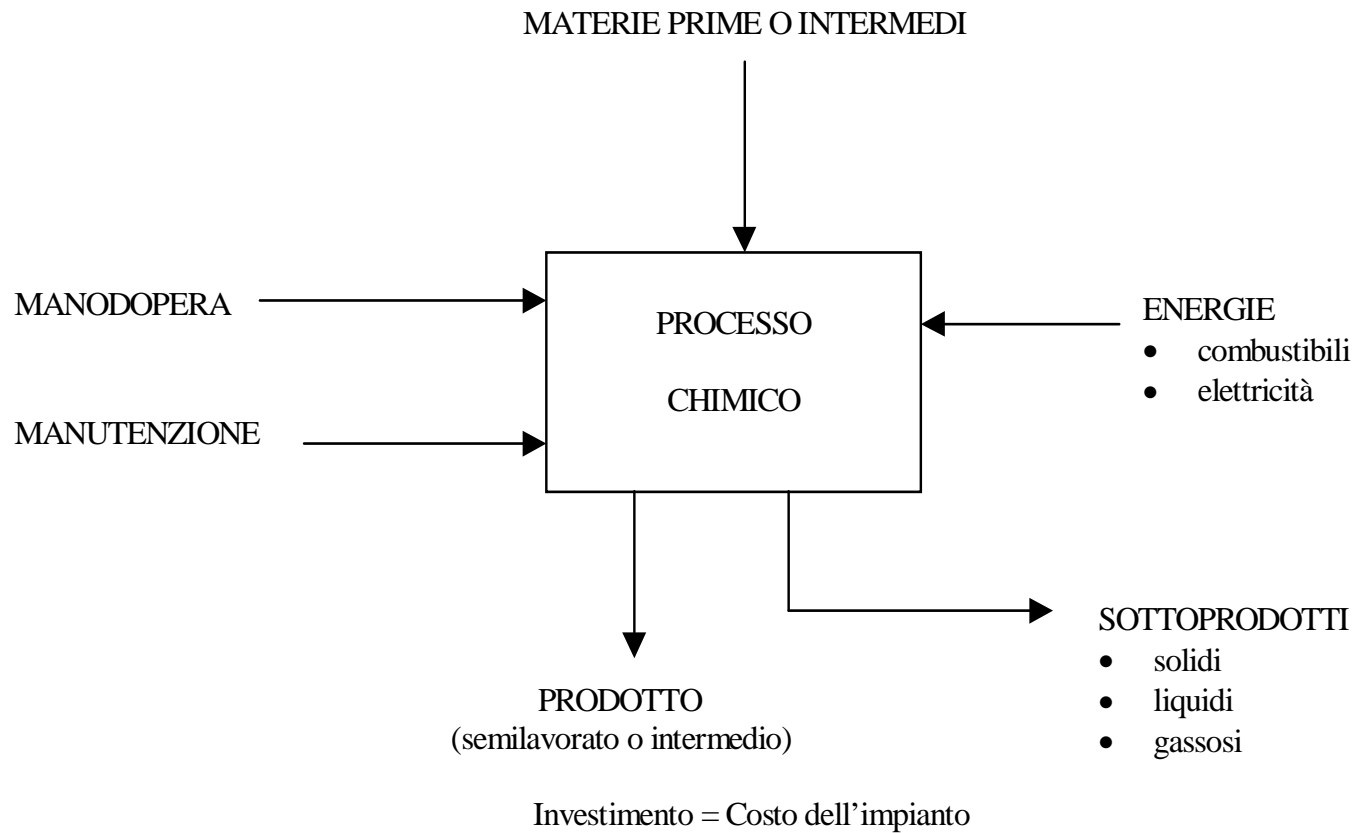 MATERIE PRIME O INTERMEDI
MANODOPERA
MANUTENZIONE
PROCESSO
CHIMICO
ENERGIE
• combustibili
• elettricità
PRODOTTO
(semilavorato o intermedio)
SOTTOPRODOTTI
• solidi
• liquidi
• gassosi
Investimento = Costo dell’impianto